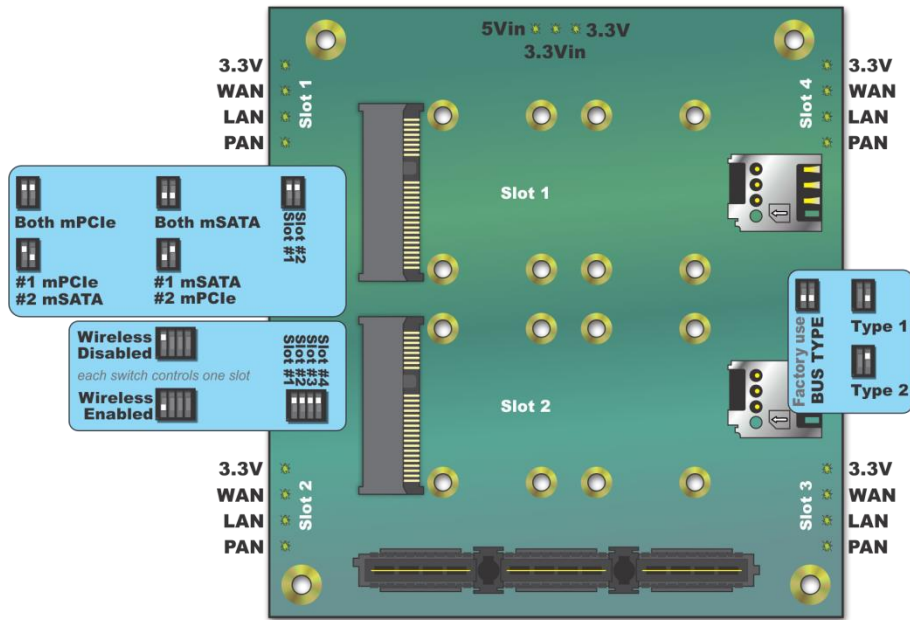 5Vin
3.3V
3.3Vin
3.3V
WAN
LAN
PAN
Slot 1
Slot 4
3.3V
WAN
LAN
PAN
Slot 1
Both mPCIe
Both mSATA
Slot #2
Slot #1
#1 mPCIe
#2 mSATA
#1 mSATA
#2 mPCIe
Wireless
Disabled
each switch controls one slot
Wireless
Enabled
Slot #4
Slot #3
Slot #2
Slot #1
Factory use
BUS TYPE
Type 1
Type 2
Slot 2
3.3V
WAN
LAN
PAN
Slot 2
Slot 3
3.3V
WAN
LAN
PAN